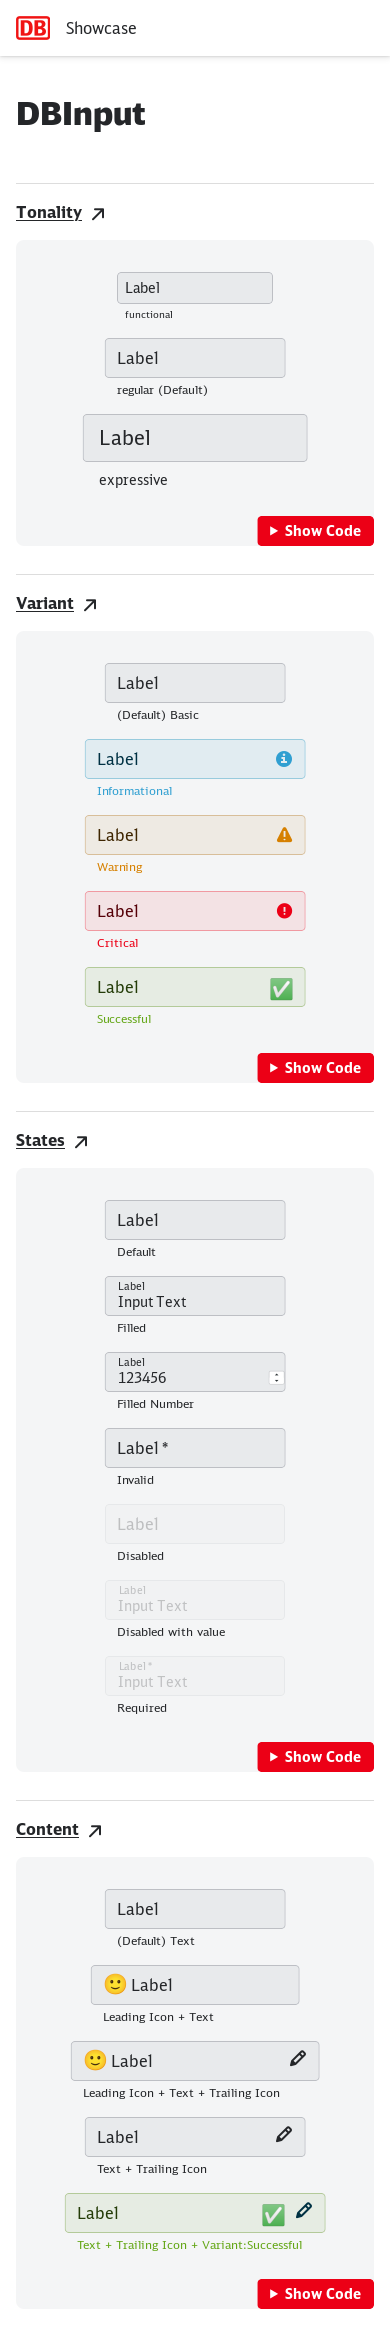 DB Showcase
DBInput
Tonality
Label
functional
Label
regular (Default)
Label
expressive
Show Code
Variant
Label
(Default) Basic
Label
Informational
Label
Warning
Label
Critical
Label
Successful
Show Code
States
Label
Default
Label
Input Text
Filled
Label
123456
Filled Number
Label *
Invalid
Label
Disabled
Label
Input Text
Disabled with value
Label *
Input Text
Required
Show Code
Content
Label
(Default) Text
🙂 Label
Leading Icon + Text
🙂 Label
Leading Icon + Text + Trailing Icon
Label
Text + Trailing Icon
Label ✅
Text + Trailing Icon + Variant:Successful
Show Code